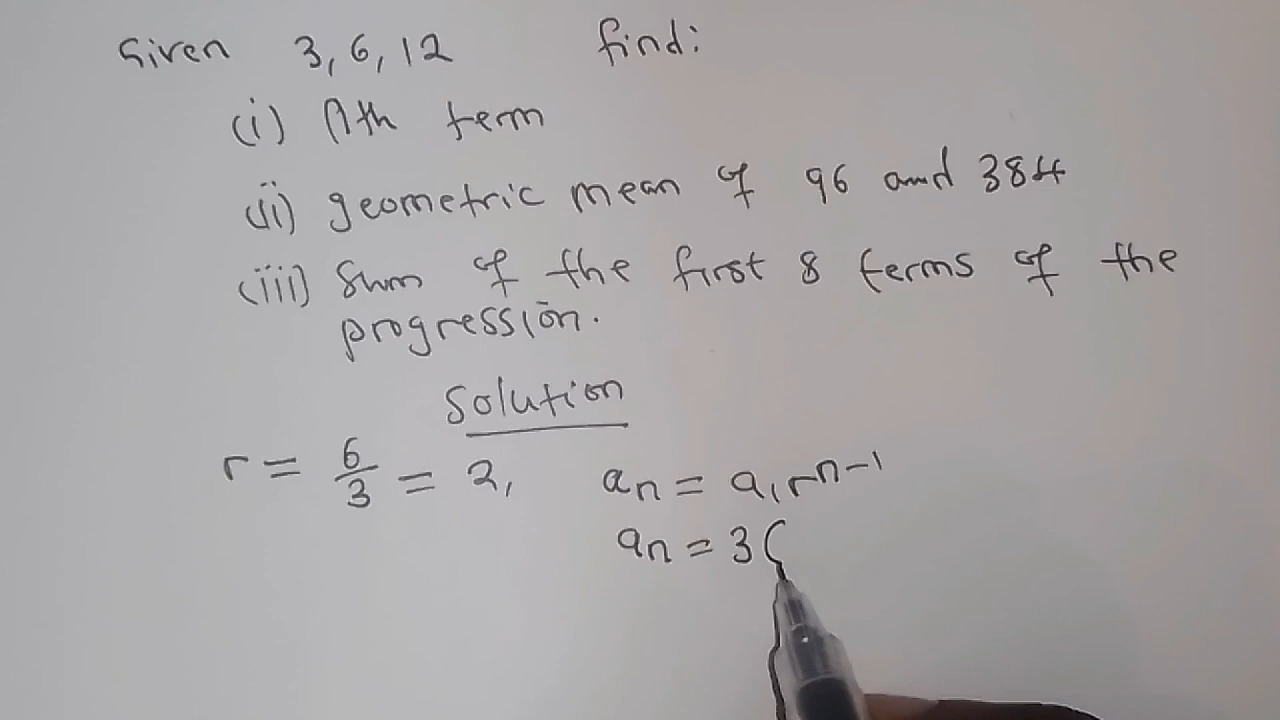 Given 3, 6, 12 find:
(i) nth term
(ii) geometric mean of 96 and 384
(iii) Sum of the first 8 terms of the
progression.
Solution
r = 6/3 = 2, aₙ = a₁rⁿ⁻¹
aₙ = 3(